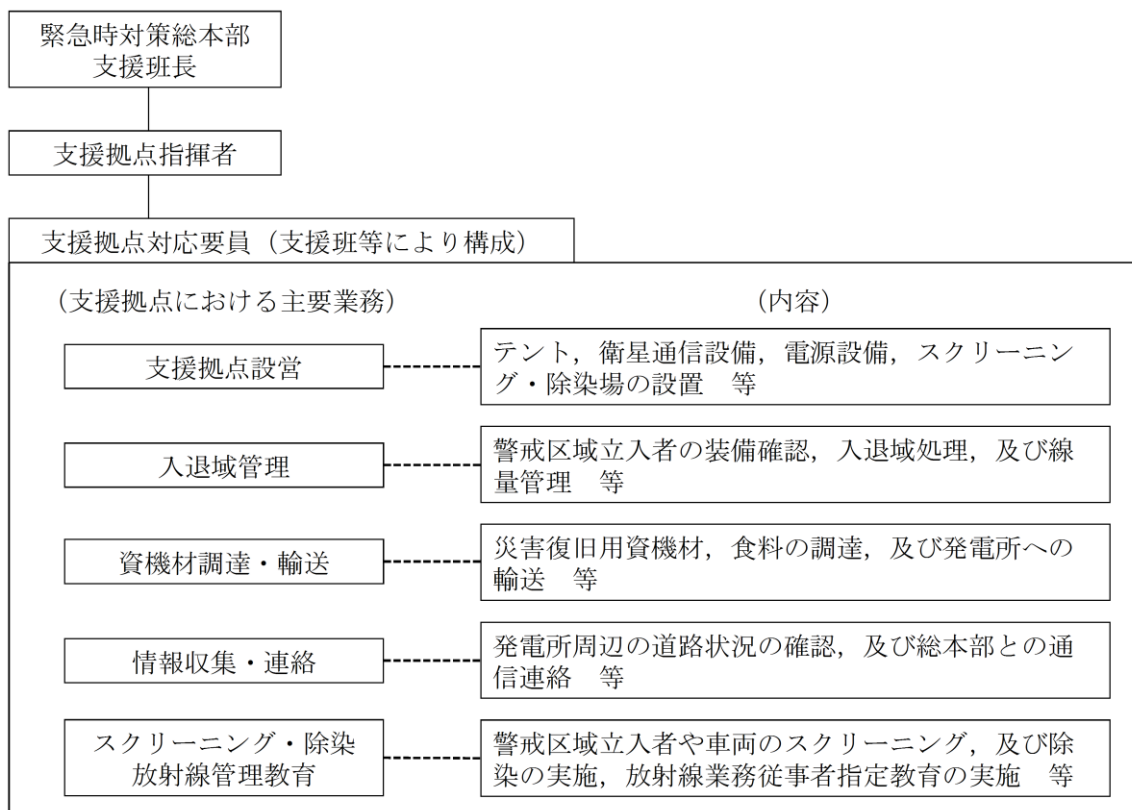 緊急時対策総本部
支援班長
支援拠点指揮者
支援拠点対応要員（支援班等により構成）
（支援拠点における主要業務）
（内容）
支援拠点設営
テント，衛星通信設備，電源設備，スクリーニン
グ・除染場の設置　等
入退域管理
警戒区域立入者の装備確認，入退域処理，及び線
量管理　等
資機材調達・輸送
災害復旧用資機材，食料の調達，及び発電所への
輸送　等
情報収集・連絡
発電所周辺の道路状況の確認，及び総本部との通
信連絡　等
スクリーニング・除染
放射線管理教育
警戒区域立入者や車両のスクリーニング，及び除
染の実施，放射線業務従事者指定教育の実施　等